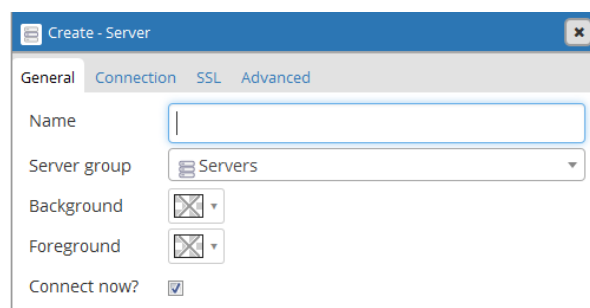 Create - Server
General Connection SSL Advanced
Name
Server group Servers
Background
Foreground
Connect now?